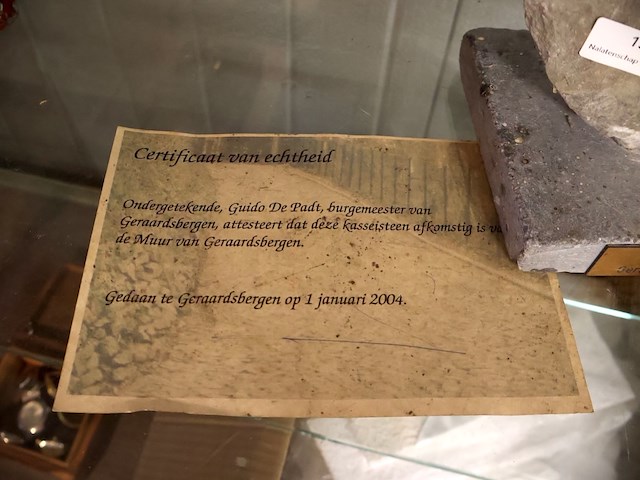 Certificaat van echtheid
Ondergetekende, Guido De Padt, burgemeester van
Geraardsbergen, attesteert dat deze kasseisteen afkomstig is
de Muur van Geraardsbergen.
Gedaan te Geraardsbergen op 1 januari 2004.
Nalatenschap